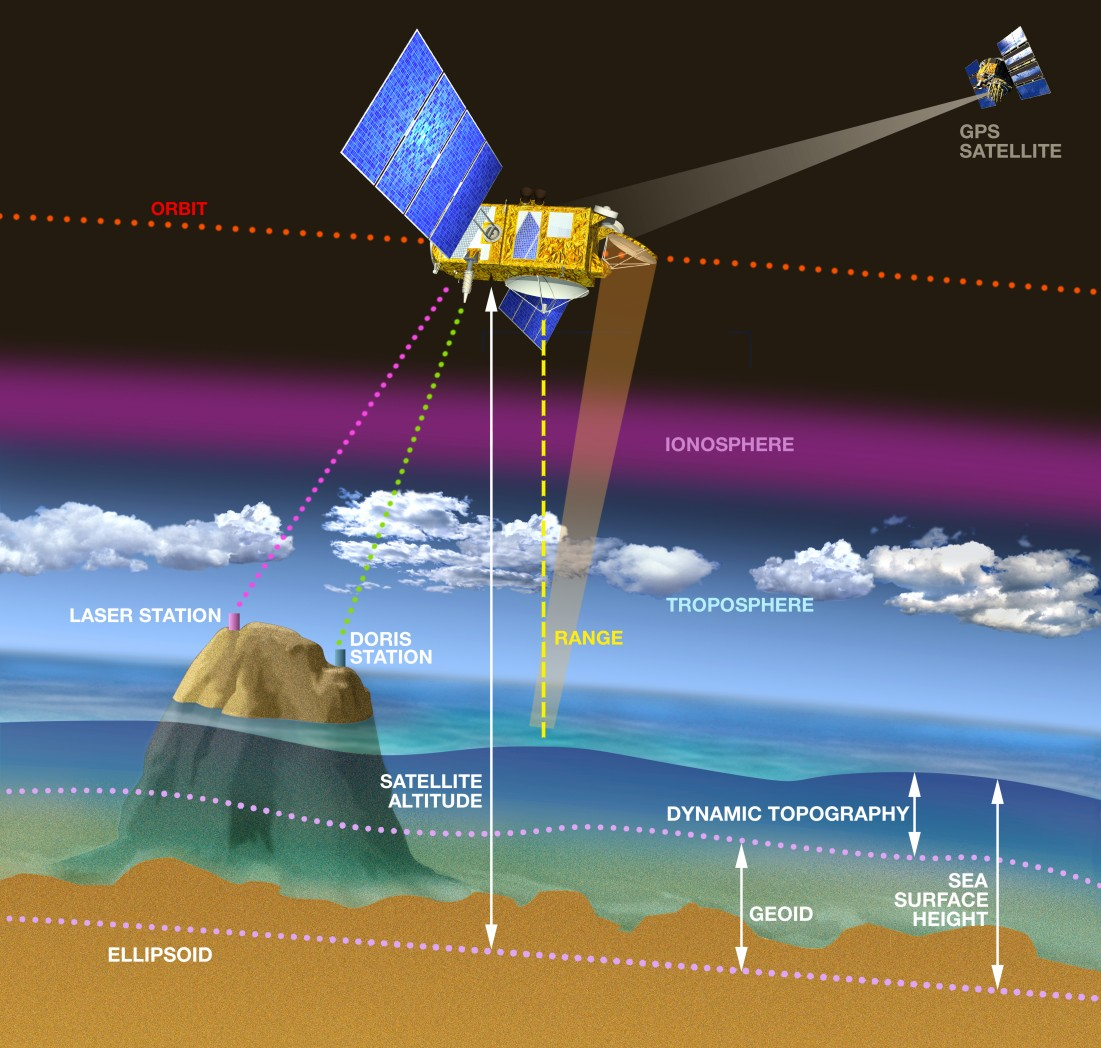 GPS
SATELLITE
ORBIT
IONOSPHERE
TROPOSPHERE
LASER STATION
DORIS
STATION
RANGE
SATELLITE
ALTITUDE
DYNAMIC TOPOGRAPHY
SEA
SURFACE
HEIGHT
GEOID
ELLIPSOID